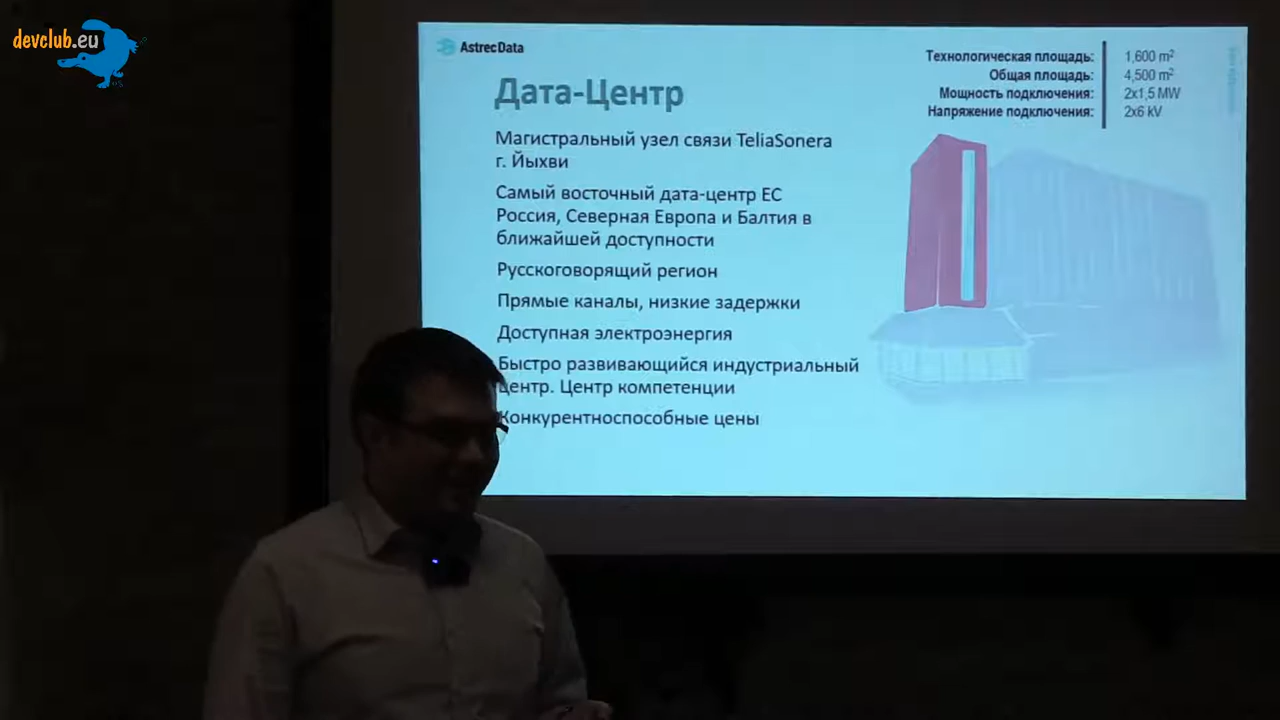 devclub.eu
AstrecData
Дата-Центр
Магистральный узел связи TeliaSonera
г. Йыхви
Самый восточный дата-центр ЕС
Россия, Северная Европа и Балтия в
ближайшей доступности
Русскоговорящий регион
Прямые каналы, низкие задержки
Доступная электроэнергия
Быстро развивающийся индустриальный
центр. Центр компетенции
Конкурентноспособные цены
Технологическая площадь: 1,600 m²
Общая площадь: 4,500 m²
Мощность подключения: 2x1,5 MW
Напряжение подключения: 2x6 kV